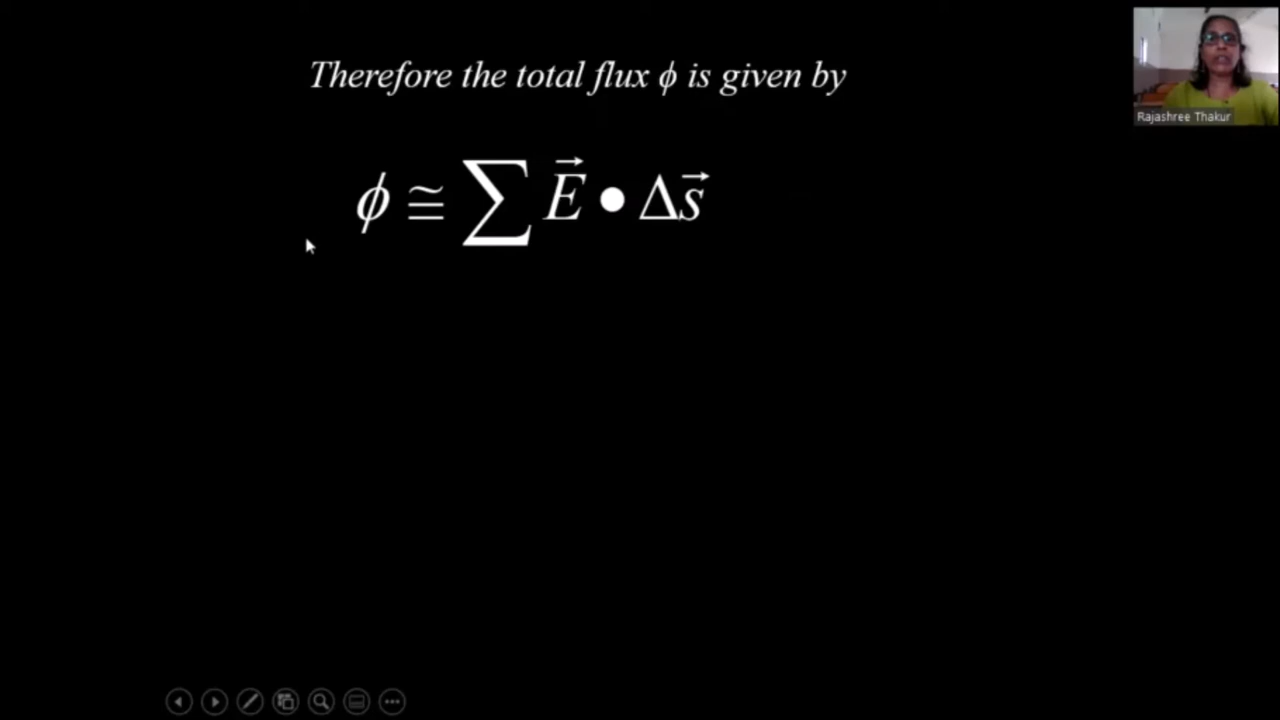 Therefore the total flux ϕ is given by
Rajashree Thakur
ϕ ≅ ∑ E⃗ • Δs⃗